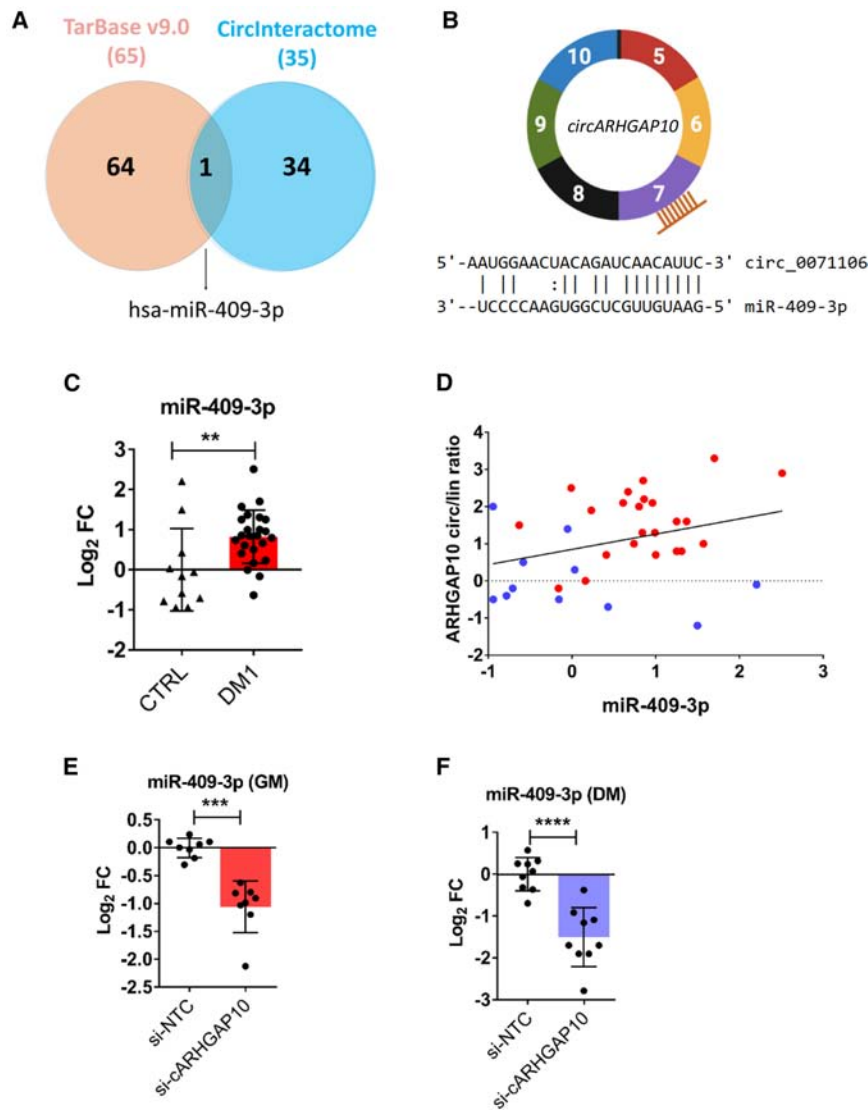 A
TarBase v9.0
(65)
CircInteractome
(35)
64
1
34
hsa-miR-409-3p
B
10
5
9
circARHGAP10
6
8
7
5'-AAUGGAACUACAGAUCAACAUUC-3' circ_0071106
| || :|| || ||||||||
3'--UCCCCAAGUGGCUCGUUGUAAG-5' miR-409-3p
C
miR-409-3p
**
Log2 FC
3
2
1
0
-1
-2
CTRL
DM1
D
ARHGAP10 circ/lin ratio
4
3
2
1
0
-1
-2
-1
0
1
2
3
miR-409-3p
E
miR-409-3p (GM)
***
Log2 FC
0.5
0.0
-0.5
-1.0
-1.5
-2.0
-2.5
si-NTC
si-cARHGAP10
F
miR-409-3p (DM)
****
Log2 FC
1
0
-1
-2
-3
si-NTC
si-cARHGAP10